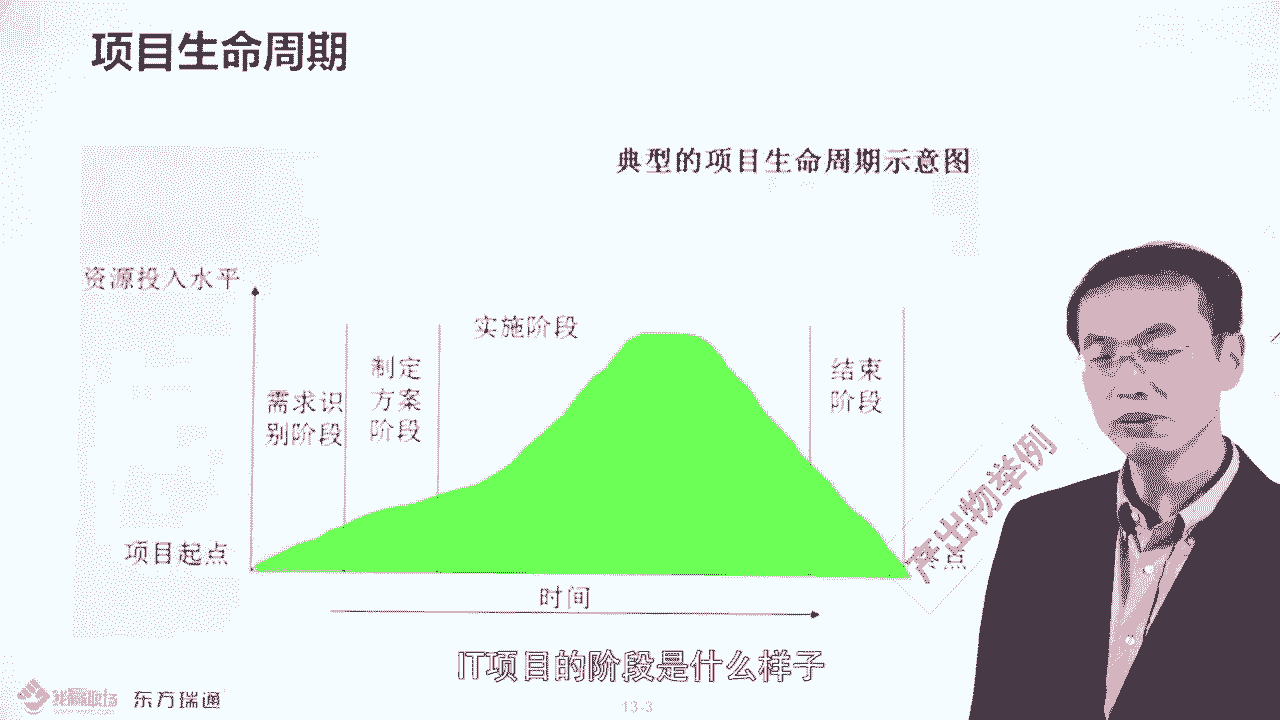 项目生命周期
典型的项目生命周期示意图
资源投入水平
实施阶段
制定
方案
阶段
需求识
别阶段
结束
阶段
产出物举例
项目起点
点
时间
IT项目的阶段是什么样子
东方瑞通
13-3